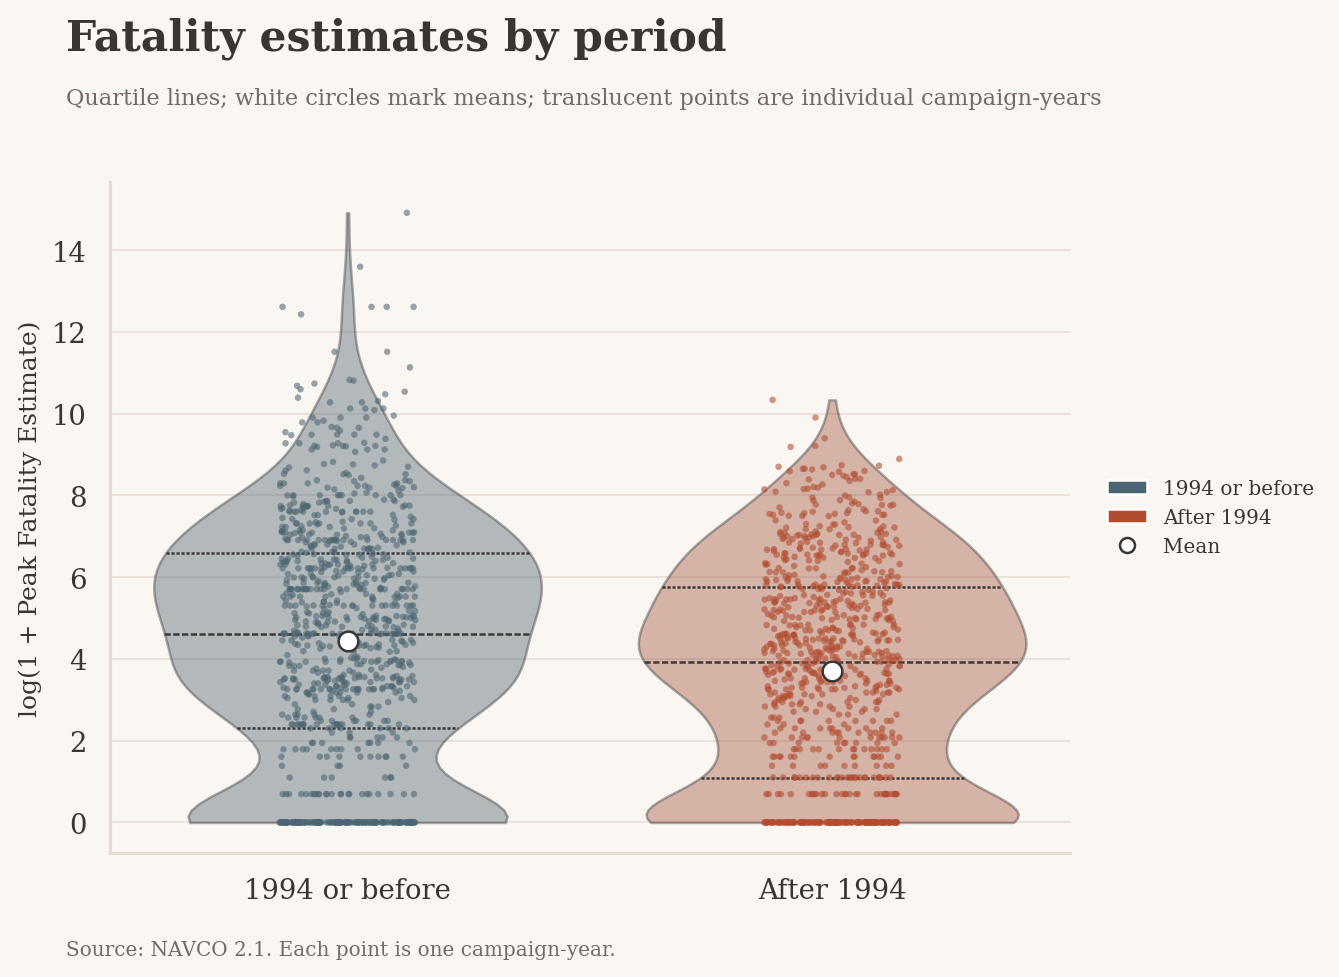 Fatality estimates by period
Quartile lines; white circles mark means; translucent points are individual campaign-years
log(1 + Peak Fatality Estimate)
14
12
10
8
6
4
2
0
1994 or before
After 1994
1994 or before
After 1994
Mean
Source: NAVCO 2.1. Each point is one campaign-year.